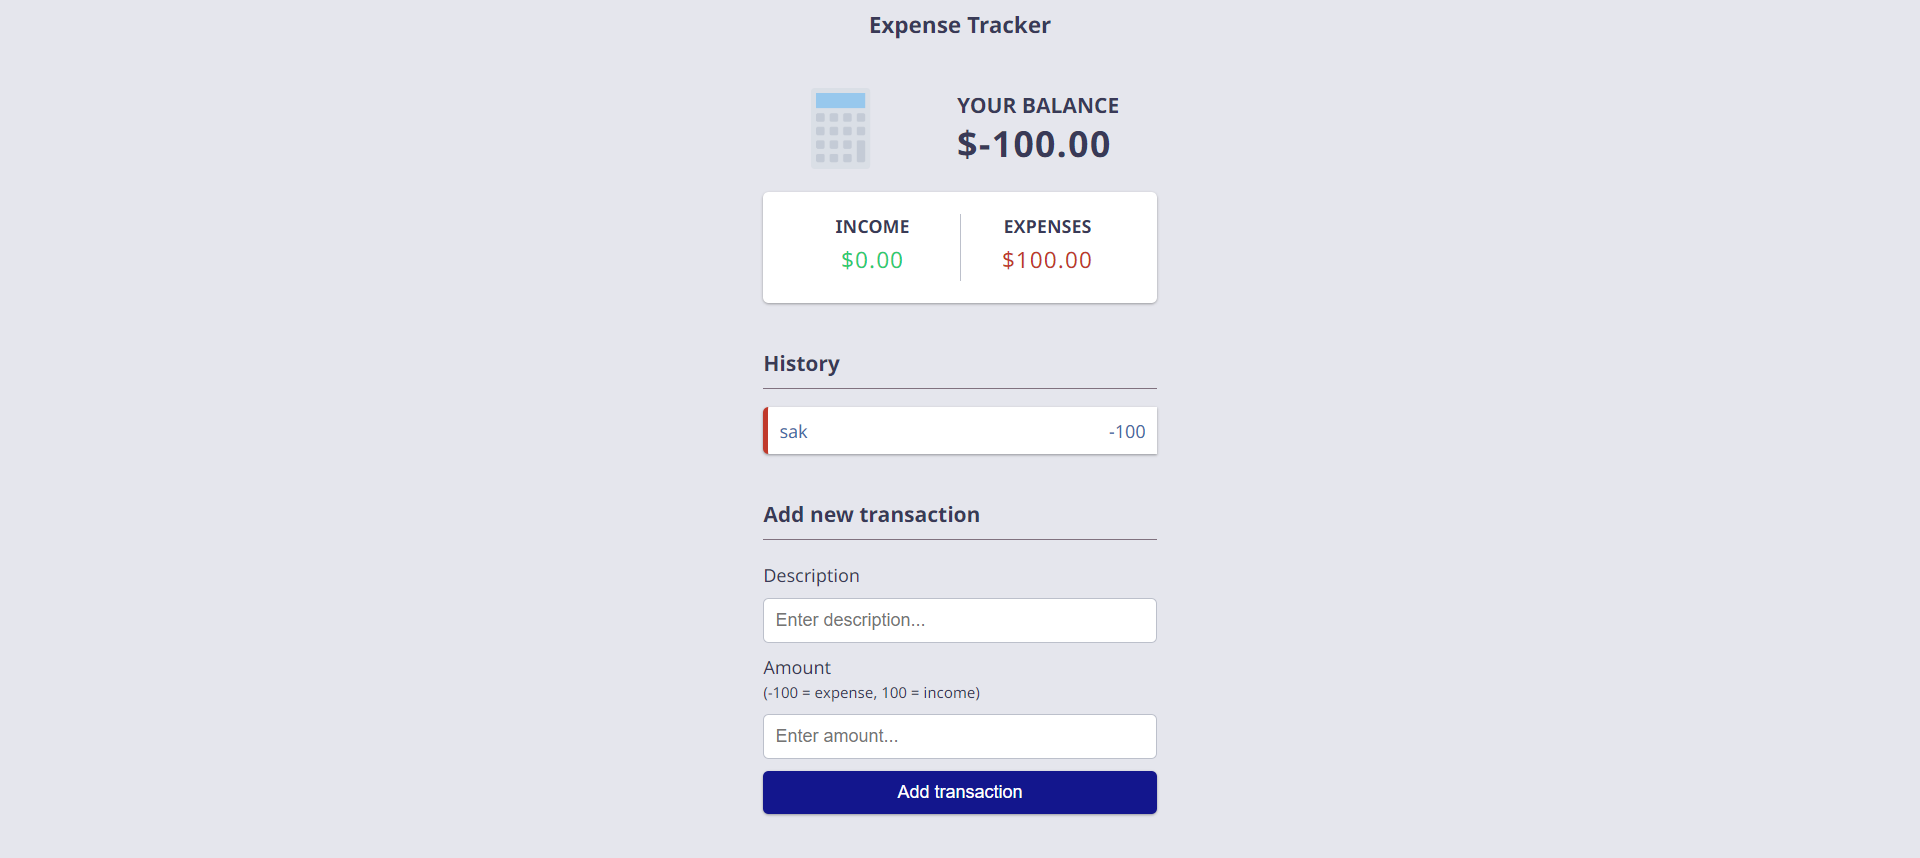 Expense Tracker
YOUR BALANCE
$-100.00
INCOME
$0.00
EXPENSES
$100.00
History
sak -100
Add new transaction
Description
Enter description...
Amount
(-100 = expense, 100 = income)
Enter amount...
Add transaction